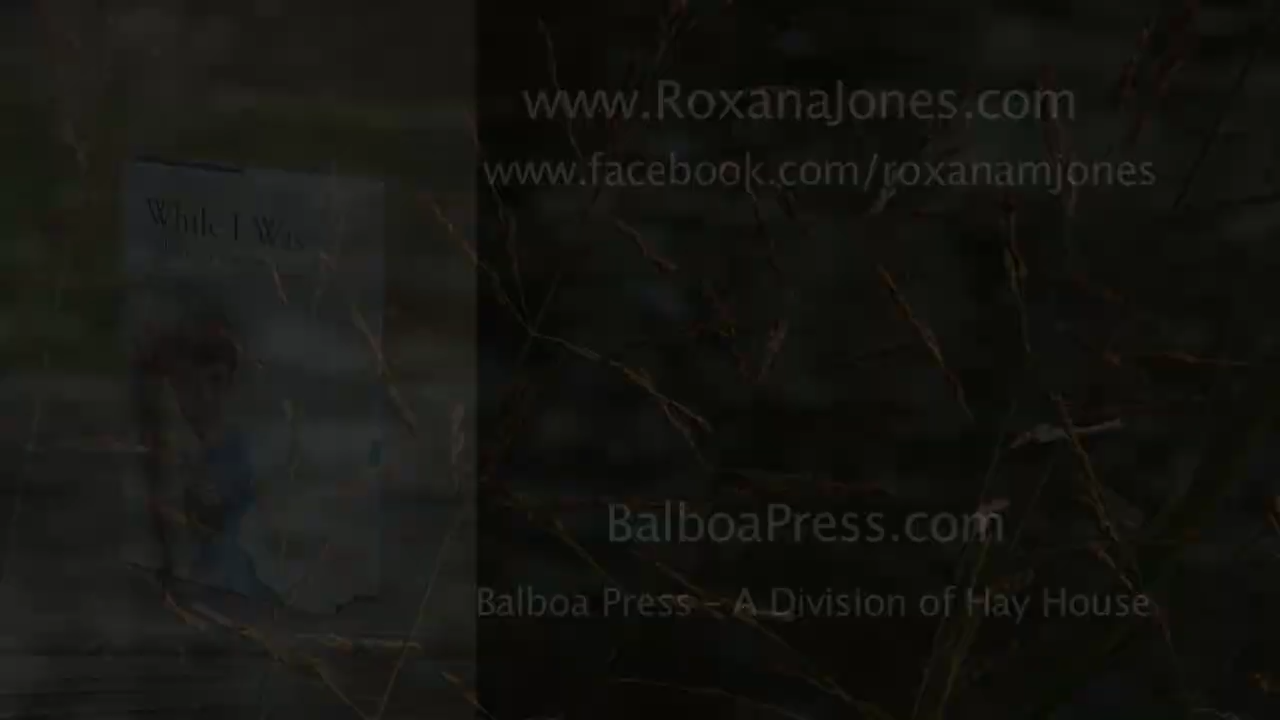 www.RoxanaJones.com
www.facebook.com/roxanamjones
While I Was
BalboaPress.com
Balboa Press – A Division of Hay House